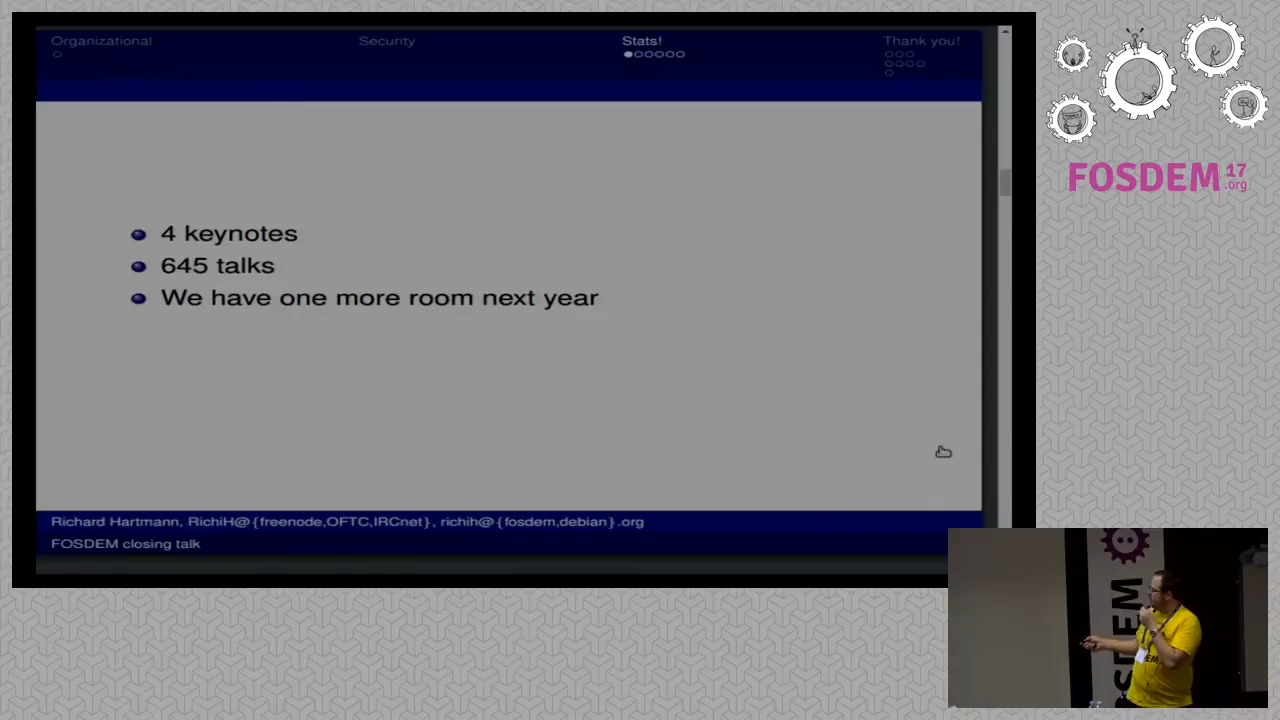 Organizational
Security
Stats!
Thank you!
4 keynotes
645 talks
We have one more room next year
Richard Hartmann, RichiH@{freenode,OFTC,IRCnet}, richih@{fosdem,debian}.org
FOSDEM closing talk
FOSDEM 17
.org